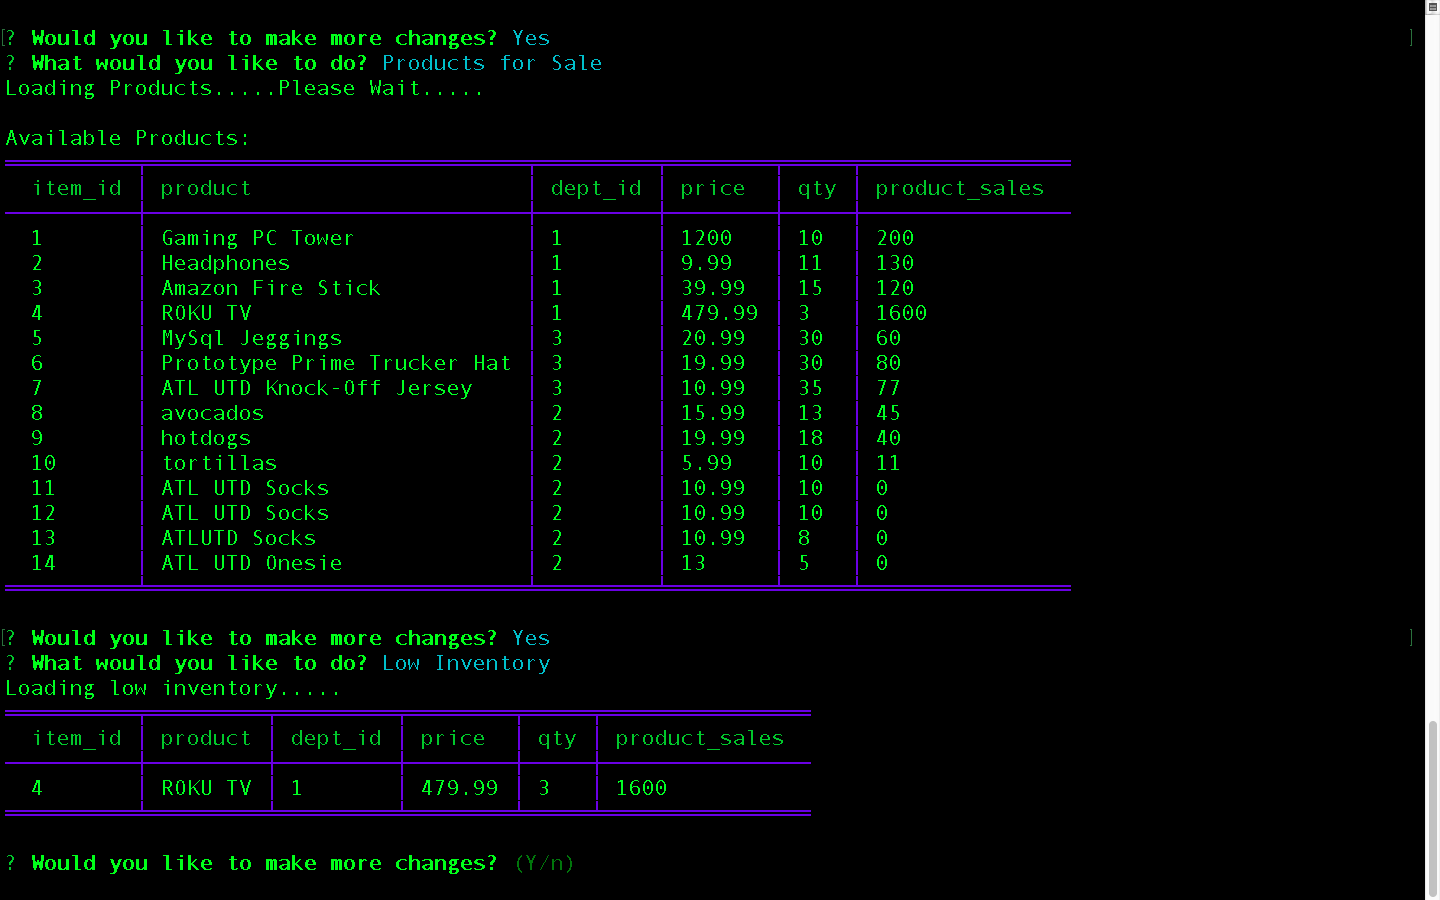 [? Would you like to make more changes? Yes ]
? What would you like to do? Products for Sale
Loading Products.....Please Wait.....
Available Products:
item_id product dept_id price qty product_sales
1 Gaming PC Tower 1 1200 10 200
2 Headphones 1 9.99 11 130
3 Amazon Fire Stick 1 39.99 15 120
4 ROKU TV 1 479.99 3 1600
5 MySql Jeggings 3 20.99 30 60
6 Prototype Prime Trucker Hat 3 19.99 30 80
7 ATL UTD Knock-Off Jersey 3 10.99 35 77
8 avocados 2 15.99 13 45
9 hotdogs 2 19.99 18 40
10 tortillas 2 5.99 10 11
11 ATL UTD Socks 2 10.99 10 0
12 ATL UTD Socks 2 10.99 10 0
13 ATLUTD Socks 2 10.99 8 0
14 ATL UTD Onesie 2 13 5 0
[? Would you like to make more changes? Yes ]
? What would you like to do? Low Inventory
Loading low inventory.....
item_id product dept_id price qty product_sales
4 ROKU TV 1 479.99 3 1600
? Would you like to make more changes? (Y/n)